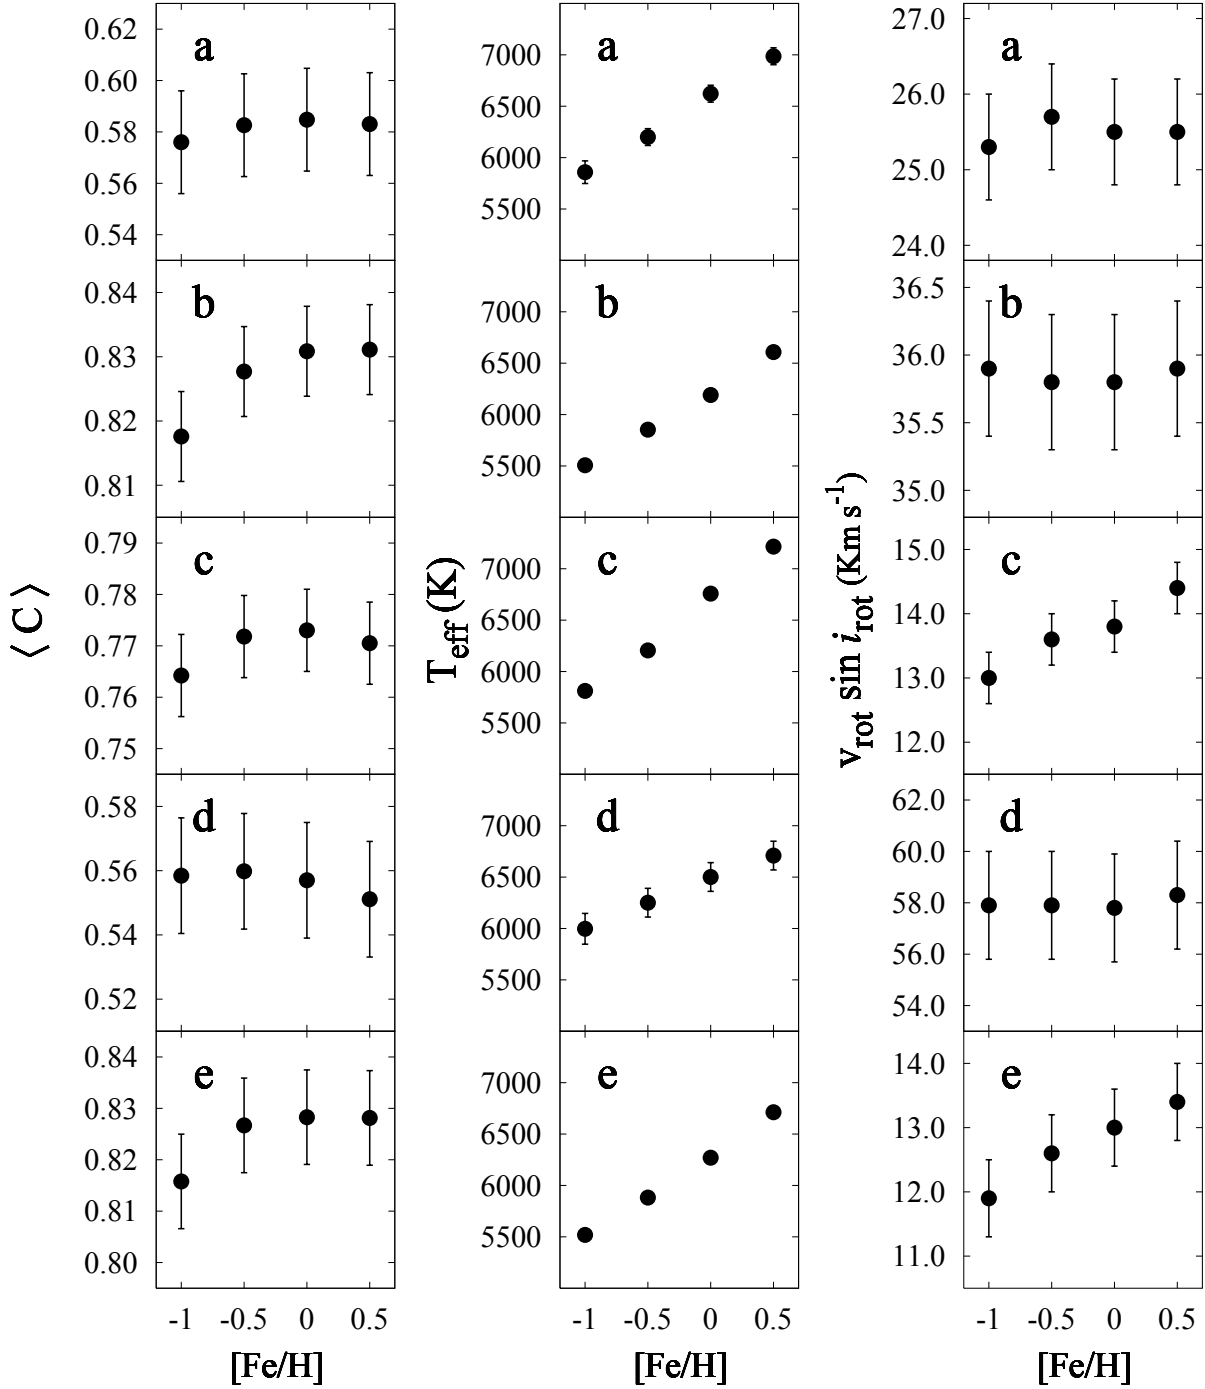 ⟨ C ⟩
0.62
0.60
0.58
0.56
0.54
a
0.84
0.83
0.82
0.81
b
0.79
0.78
0.77
0.76
0.75
c
0.58
0.56
0.54
0.52
d
0.84
0.83
0.82
0.81
0.80
e
-1 -0.5 0 0.5
[Fe/H]
T_eff (K)
7000
6500
6000
5500
a
7000
6500
6000
5500
b
7000
6500
6000
5500
c
7000
6500
6000
5500
d
7000
6500
6000
5500
e
-1 -0.5 0 0.5
[Fe/H]
v_rot sin i_rot (Km s^-1)
27.0
26.0
25.0
24.0
a
36.5
36.0
35.5
35.0
b
15.0
14.0
13.0
12.0
c
62.0
60.0
58.0
56.0
54.0
d
14.0
13.0
12.0
11.0
e
-1 -0.5 0 0.5
[Fe/H]